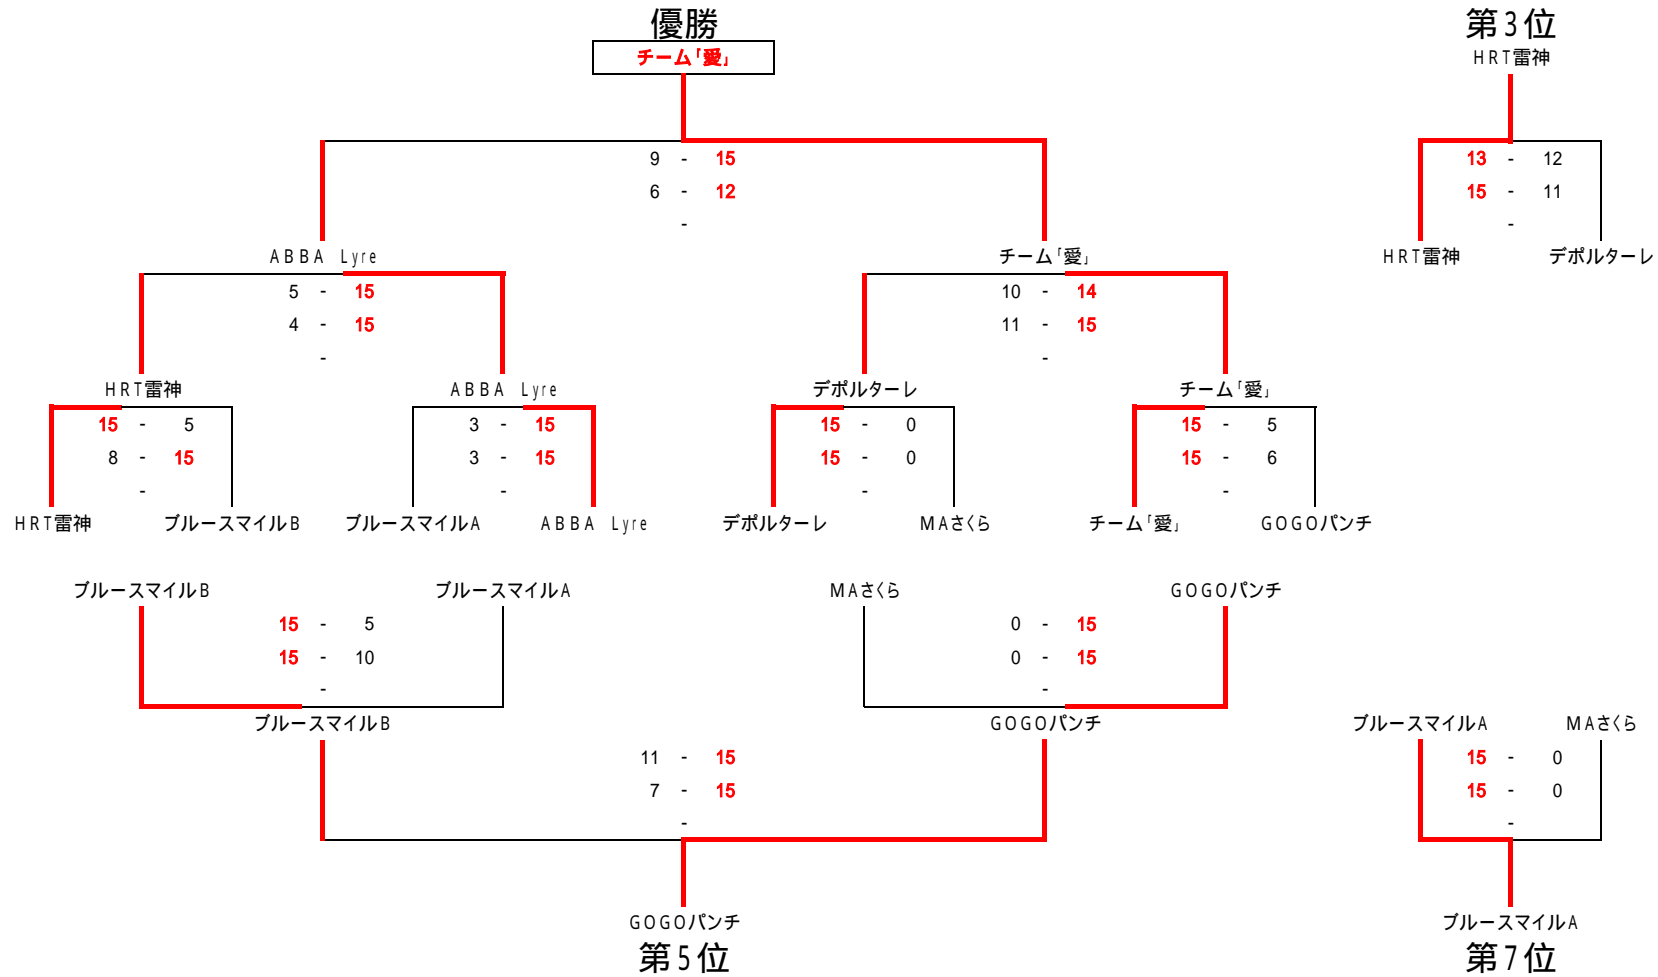 優勝
第3位
チーム「愛」
HRT雷神
9 - 15
13 - 12
6 - 12
15 - 11
-
-
ABBA Lyre
チーム「愛」
HRT雷神
デポルターレ
5 - 15
10 - 14
4 - 15
11 - 15
-
-
HRT雷神
ABBA Lyre
デポルターレ
チーム「愛」
15 - 5
3 - 15
15 - 0
15 - 5
8 - 15
3 - 15
15 - 0
15 - 6
-
-
-
-
HRT雷神
ブルースマイルB
ブルースマイルA
ABBA Lyre
デポルターレ
MAさくら
チーム「愛」
GOGOパンチ
ブルースマイルB
ブルースマイルA
MAさくら
GOGOパンチ
15 - 5
0 - 15
15 - 10
0 - 15
-
-
ブルースマイルB
GOGOパンチ
ブルースマイルA
MAさくら
11 - 15
15 - 0
7 - 15
15 - 0
-
-
GOGOパンチ
ブルースマイルA
第5位
第7位